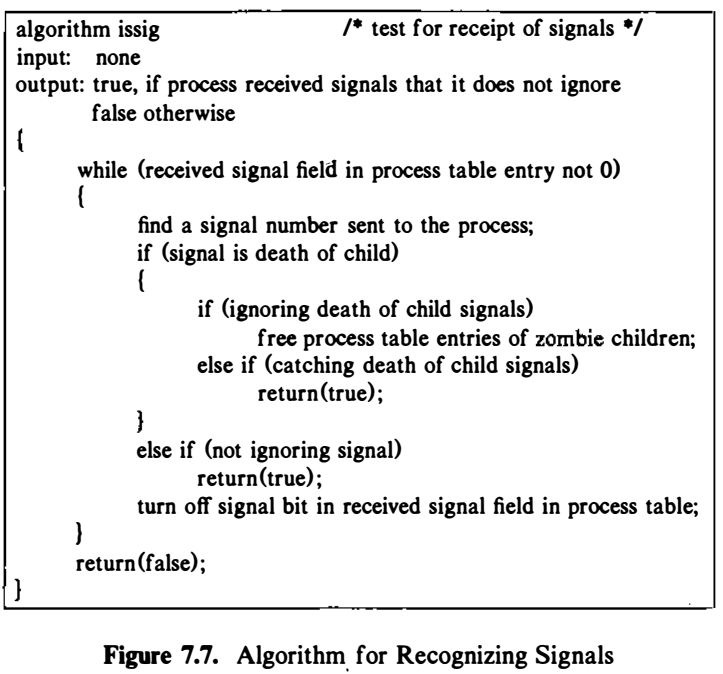 algorithm issig /* test for receipt of signals */
input: none
output: true, if process received signals that it does not ignore
false otherwise
{
while (received signal field in process table entry not 0)
{
find a signal number sent to the process;
if (signal is death of child)
{
if (ignoring death of child signals)
free process table entries of zombie children;
else if (catching death of child signals)
return(true);
}
else if (not ignoring signal)
return(true);
turn off signal bit in received signal field in process table;
}
return(false);
}
Figure 7.7. Algorithm for Recognizing Signals